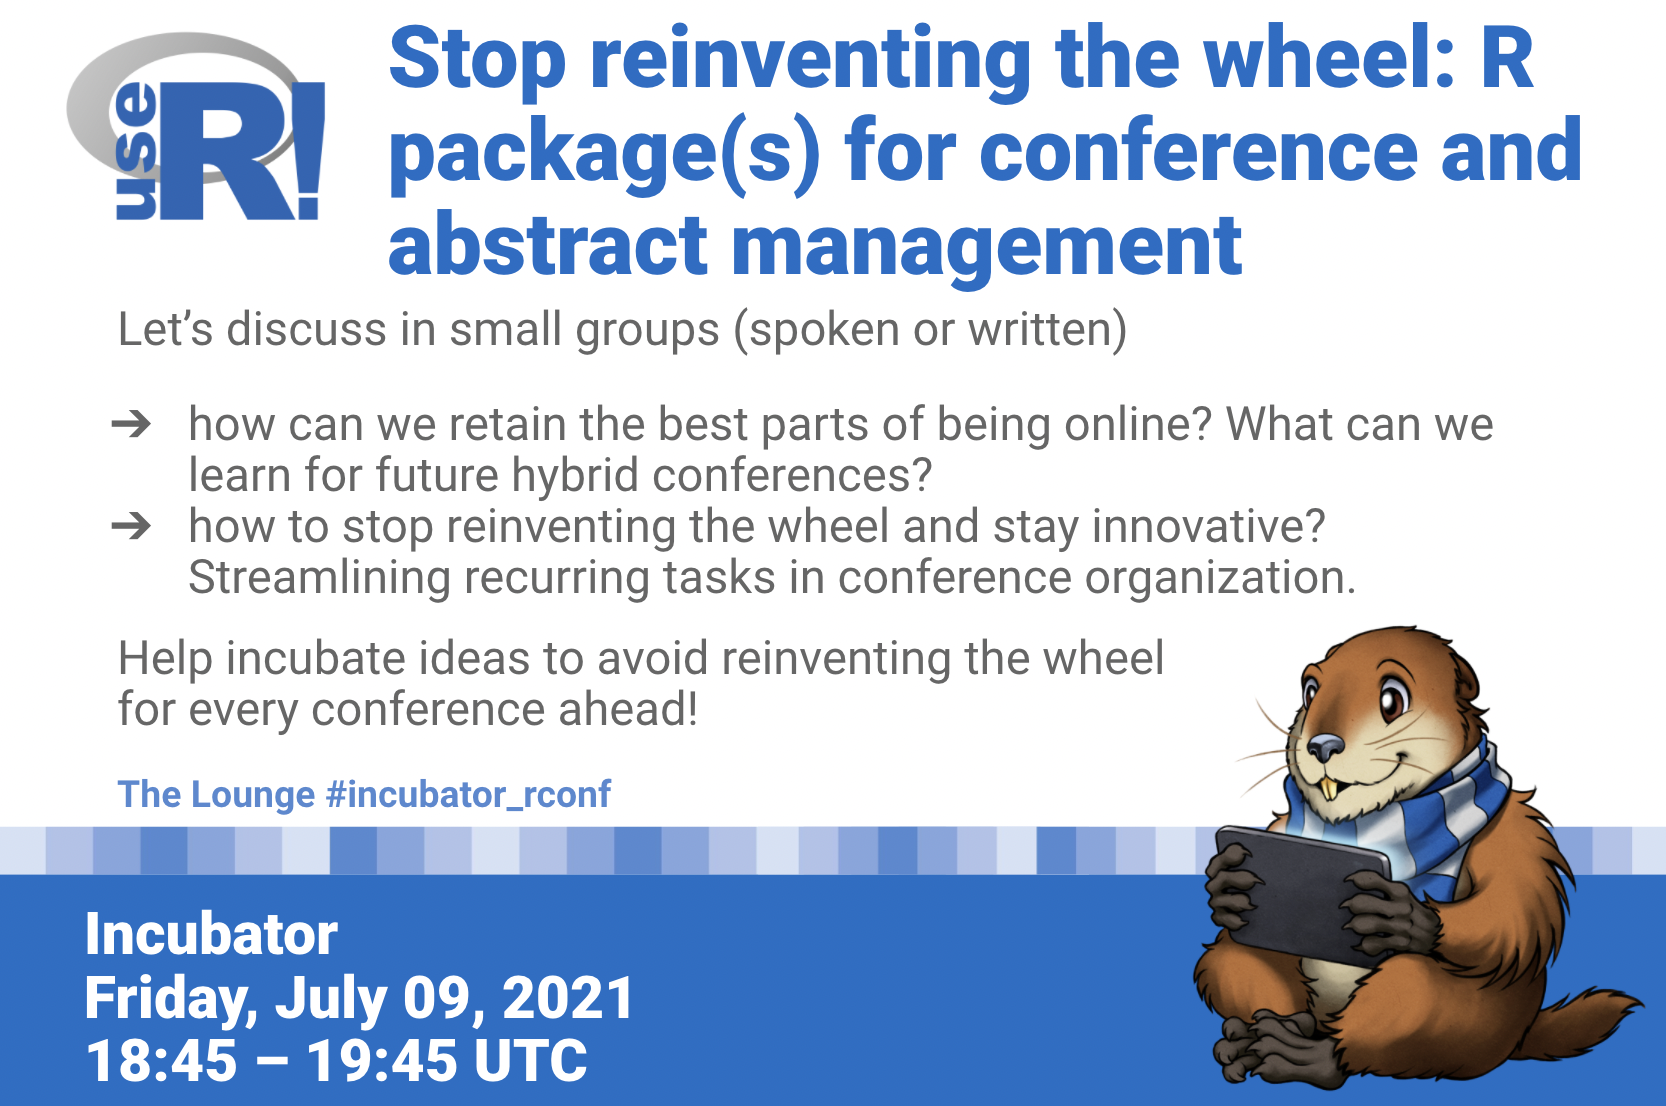 use R!
Stop reinventing the wheel: R
package(s) for conference and
abstract management
Let’s discuss in small groups (spoken or written)
➔ how can we retain the best parts of being online? What can we
learn for future hybrid conferences?
➔ how to stop reinventing the wheel and stay innovative?
Streamlining recurring tasks in conference organization.
Help incubate ideas to avoid reinventing the wheel
for every conference ahead!
The Lounge #incubator_rconf
Incubator
Friday, July 09, 2021
18:45 – 19:45 UTC